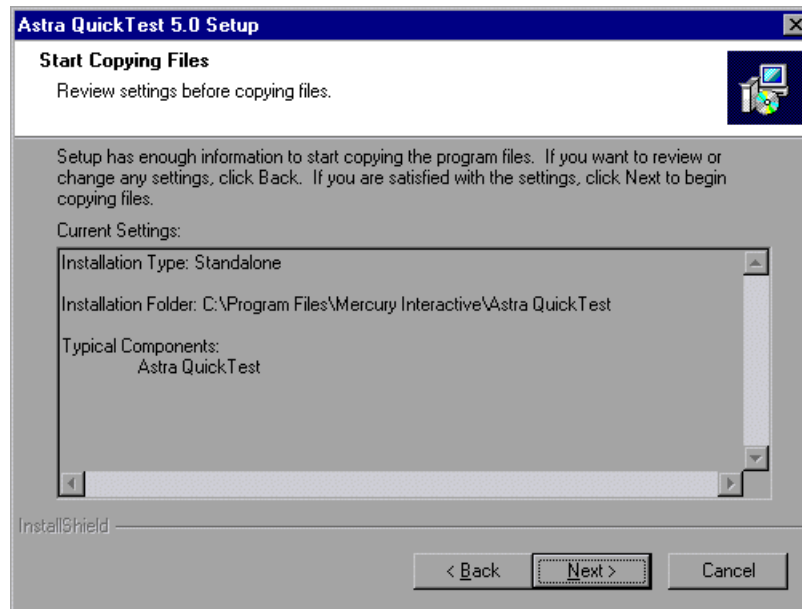 Astra QuickTest 5.0 Setup
Start Copying Files
Review settings before copying files.
Setup has enough information to start copying the program files. If you want to review or
change any settings, click Back. If you are satisfied with the settings, click Next to begin
copying files.
Current Settings:
Installation Type: Standalone
Installation Folder: C:\Program Files\Mercury Interactive\Astra QuickTest
Typical Components:
Astra QuickTest
InstallShield
< Back
Next >
Cancel